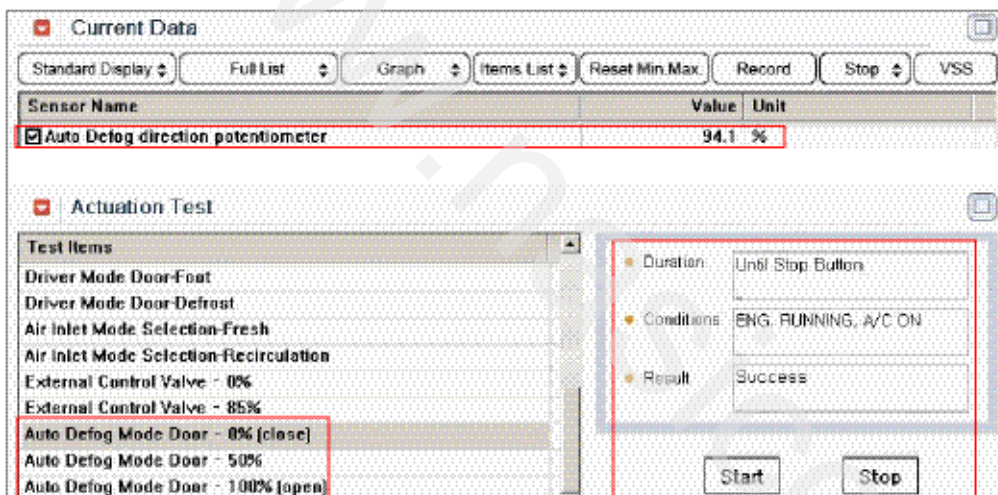 Current Data
Standard Display Full List Graph Items List Reset Min.Max. Record Stop VSS
Sensor Name Value Unit
Auto Defog direction potentiometer 94.1 %
Actuation Test
Test Items
Driver Mode Door-Foot
Driver Mode Door-Defrost
Air Inlet Mode Selection-Fresh
Air Inlet Mode Selection-Recirculation
External Control Valve - 0%
External Control Valve - 85%
Auto Defog Mode Door - 0% (close)
Auto Defog Mode Door - 50%
Auto Defog Mode Door - 100% (open)
Duration Until Stop Button
Conditions ENG. RUNNING, A/C ON
Result Success
Start Stop